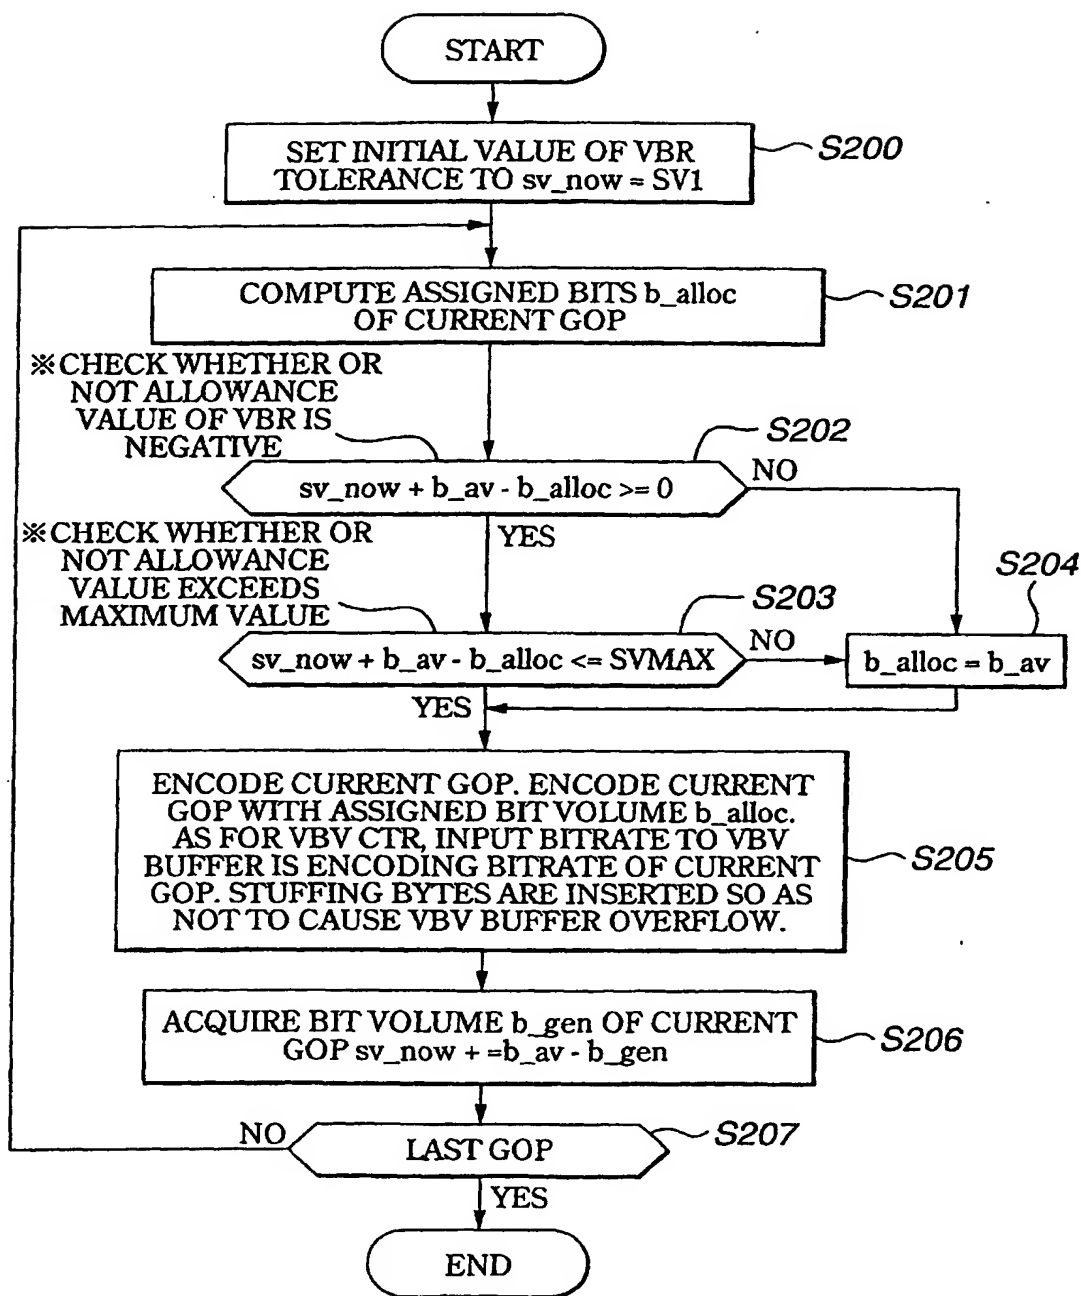 START
SET INITIAL VALUE OF VBR
TOLERANCE TO sv_now = SV1
S200
COMPUTE ASSIGNED BITS b_alloc
OF CURRENT GOP
S201
※CHECK WHETHER OR
NOT ALLOWANCE
VALUE OF VBR IS
NEGATIVE
S202
sv_now + b_av - b_alloc >= 0
NO
YES
※CHECK WHETHER OR
NOT ALLOWANCE
VALUE EXCEEDS
MAXIMUM VALUE
S203
sv_now + b_av - b_alloc <= SVMAX
NO
S204
b_alloc = b_av
YES
ENCODE CURRENT GOP. ENCODE CURRENT
GOP WITH ASSIGNED BIT VOLUME b_alloc.
AS FOR VBV CTR, INPUT BITRATE TO VBV
BUFFER IS ENCODING BITRATE OF CURRENT
GOP. STUFFING BYTES ARE INSERTED SO AS
NOT TO CAUSE VBV BUFFER OVERFLOW.
S205
ACQUIRE BIT VOLUME b_gen OF CURRENT
GOP sv_now + =b_av - b_gen
S206
NO
LAST GOP
S207
YES
END